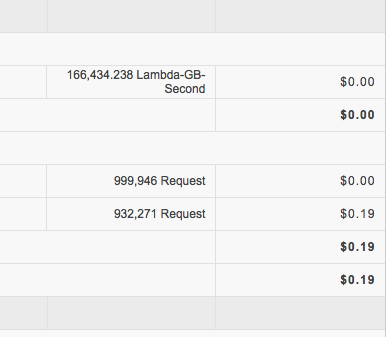 166,434.238 Lambda-GB-
Second
$0.00
$0.00
999,946 Request
$0.00
932,271 Request
$0.19
$0.19
$0.19